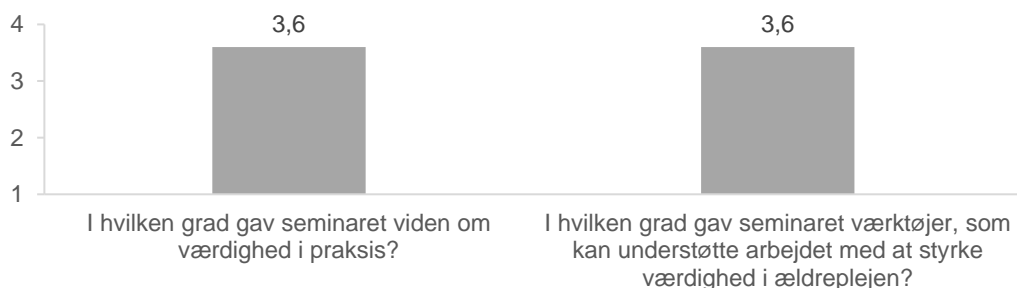 4
3,6
3,6
3
2
1
I hvilken grad gav seminaret viden om
værdighed i praksis?
I hvilken grad gav seminaret værktøjer, som
kan understøtte arbejdet med at styrke
værdighed i ældreplejen?